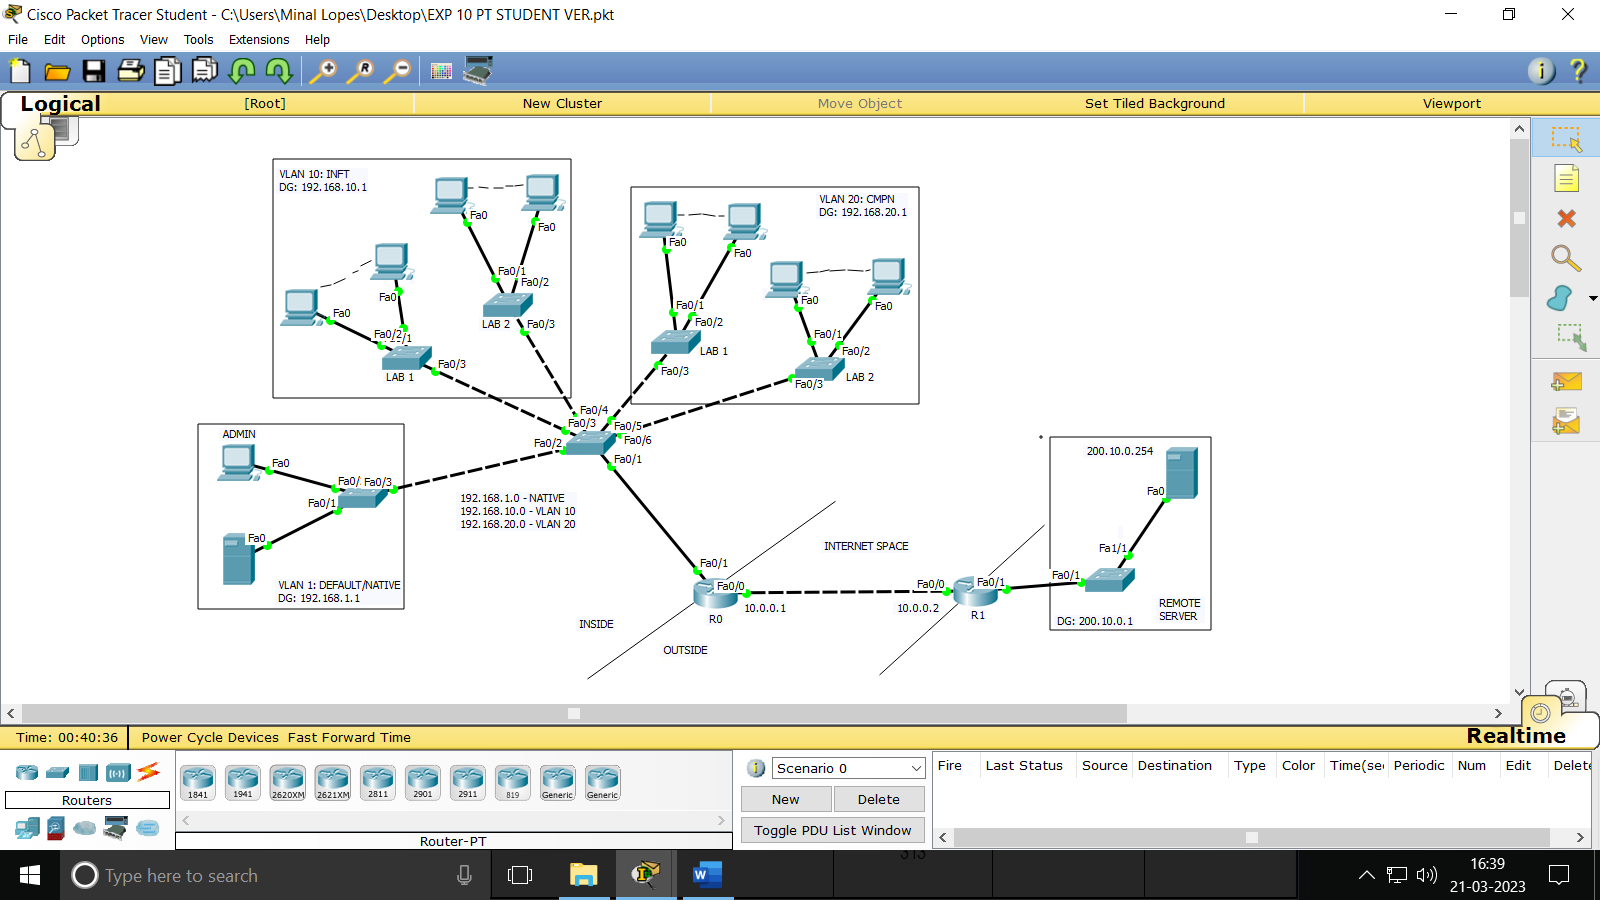 Cisco Packet Tracer Student - C:\Users\Minal Lopes\Desktop\EXP 10 PT STUDENT VER.pkt
File Edit Options View Tools Extensions Help
Logical [Root] New Cluster Move Object Set Tiled Background Viewport
VLAN 10: INFT
DG: 192.168.10.1
Fa0
Fa0
Fa0/1
Fa0/2
LAB 2
Fa0/3
Fa0
Fa0
Fa0/2
Fa0/3
LAB 1
VLAN 20: CMPN
DG: 192.168.20.1
Fa0
Fa0
Fa0/1
Fa0/2
LAB 1
Fa0/3
Fa0
Fa0
Fa0/1
Fa0/2
LAB 2
Fa0/3
Fa0/4
Fa0/3
Fa0/5
Fa0/2
Fa0/6
Fa0/1
ADMIN
Fa0
Fa0/3
Fa0/1
Fa0
VLAN 1: DEFAULT/NATIVE
DG: 192.168.1.1
192.168.1.0 - NATIVE
192.168.10.0 - VLAN 10
192.168.20.0 - VLAN 20
INTERNET SPACE
Fa0/1
Fa0/0
10.0.0.1
R0
INSIDE
OUTSIDE
Fa0/0
Fa0/1
10.0.0.2
R1
200.10.0.254
Fa0
Fa1/1
Fa0/1
REMOTE
SERVER
DG: 200.10.0.1
Time: 00:40:36 Power Cycle Devices Fast Forward Time Realtime
Routers
1841 1941 2620XM 2621XM 2811 2901 2911 819 Generic Generic
Router-PT
Scenario 0
New Delete
Toggle PDU List Window
Fire Last Status Source Destination Type Color Time(sec Periodic Num Edit Delete
Type here to search
16:39
21-03-2023